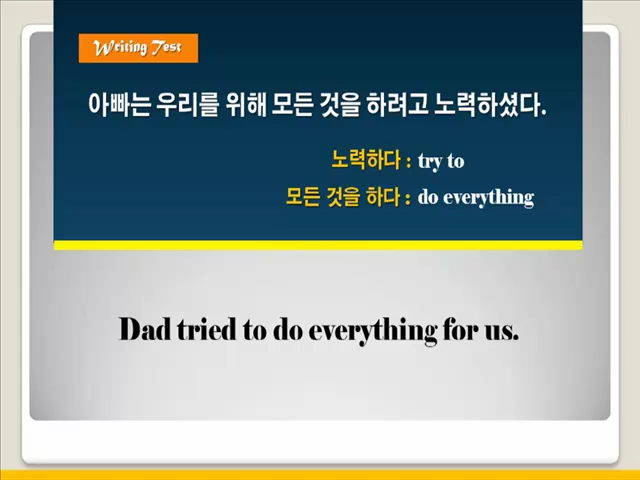 Writing Test
아빠는 우리를 위해 모든 것을 하려고 노력하셨다.
노력하다 : try to
모든 것을 하다 : do everything
Dad tried to do everything for us.